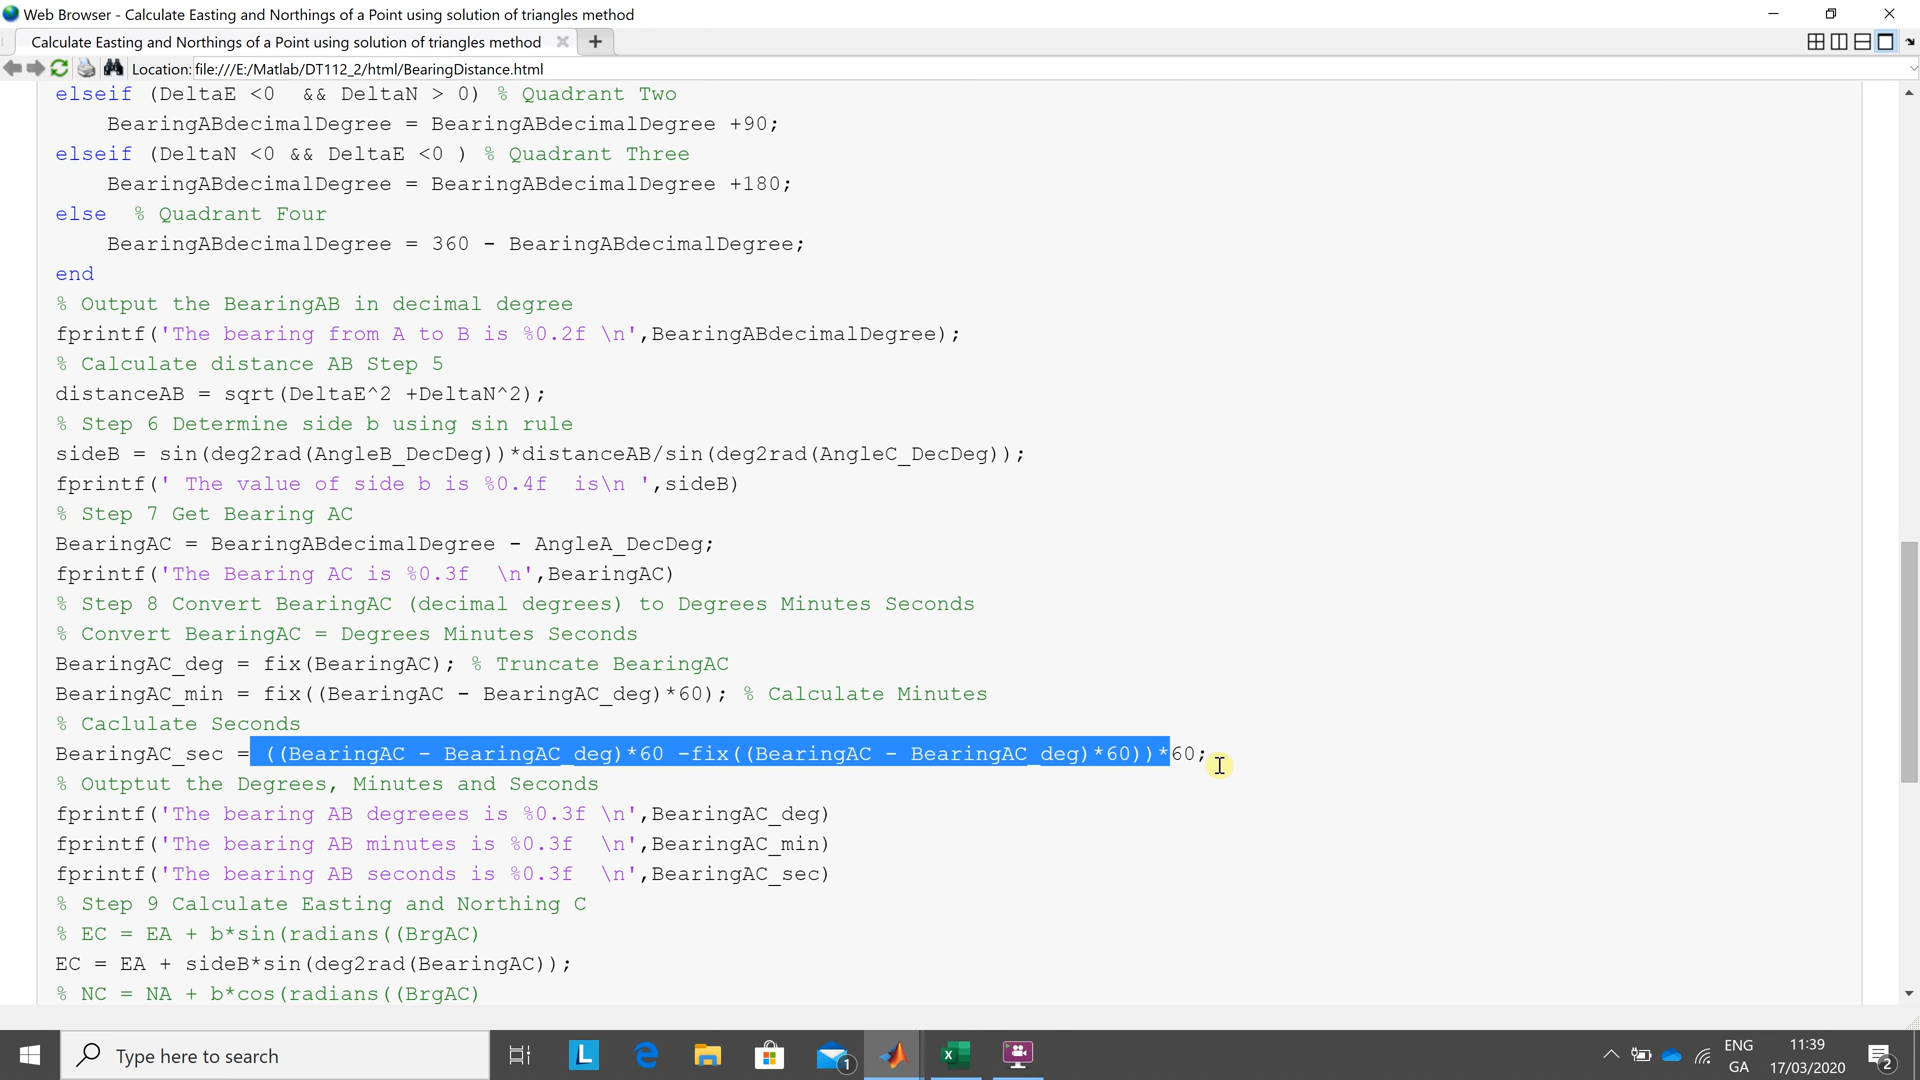 Web Browser - Calculate Easting and Northings of a Point using solution of triangles method
Calculate Easting and Northings of a Point using solution of triangles method
Location: file:///E:/Matlab/DT112_2/html/BearingDistance.html
elseif (DeltaE <0  && DeltaN > 0) % Quadrant Two
    BearingABdecimalDegree = BearingABdecimalDegree +90;
elseif (DeltaN <0 && DeltaE <0 ) % Quadrant Three
    BearingABdecimalDegree = BearingABdecimalDegree +180;
else  % Quadrant Four
    BearingABdecimalDegree = 360 - BearingABdecimalDegree;
end
% Output the BearingAB in decimal degree
fprintf('The bearing from A to B is %0.2f \n',BearingABdecimalDegree);
% Calculate distance AB Step 5
distanceAB = sqrt(DeltaE^2 +DeltaN^2);
% Step 6 Determine side b using sin rule
sideB = sin(deg2rad(AngleB_DecDeg))*distanceAB/sin(deg2rad(AngleC_DecDeg));
fprintf(' The value of side b is %0.4f  is\n ',sideB)
% Step 7 Get Bearing AC
BearingAC = BearingABdecimalDegree - AngleA_DecDeg;
fprintf('The Bearing AC is %0.3f  \n',BearingAC)
% Step 8 Convert BearingAC (decimal degrees) to Degrees Minutes Seconds
% Convert BearingAC = Degrees Minutes Seconds
BearingAC_deg = fix(BearingAC); % Truncate BearingAC
BearingAC_min = fix((BearingAC - BearingAC_deg)*60); % Calculate Minutes
% Caclulate Seconds
BearingAC_sec = ((BearingAC - BearingAC_deg)*60 -fix((BearingAC - BearingAC_deg)*60))*60;
% Outptut the Degrees, Minutes and Seconds
fprintf('The bearing AB degreees is %0.3f \n',BearingAC_deg)
fprintf('The bearing AB minutes is %0.3f  \n',BearingAC_min)
fprintf('The bearing AB seconds is %0.3f  \n',BearingAC_sec)
% Step 9 Calculate Easting and Northing C
% EC = EA + b*sin(radians((BrgAC)
EC = EA + sideB*sin(deg2rad(BearingAC));
% NC = NA + b*cos(radians((BrgAC)
Type here to search
L
1
ENG
GA
11:39
17/03/2020
2